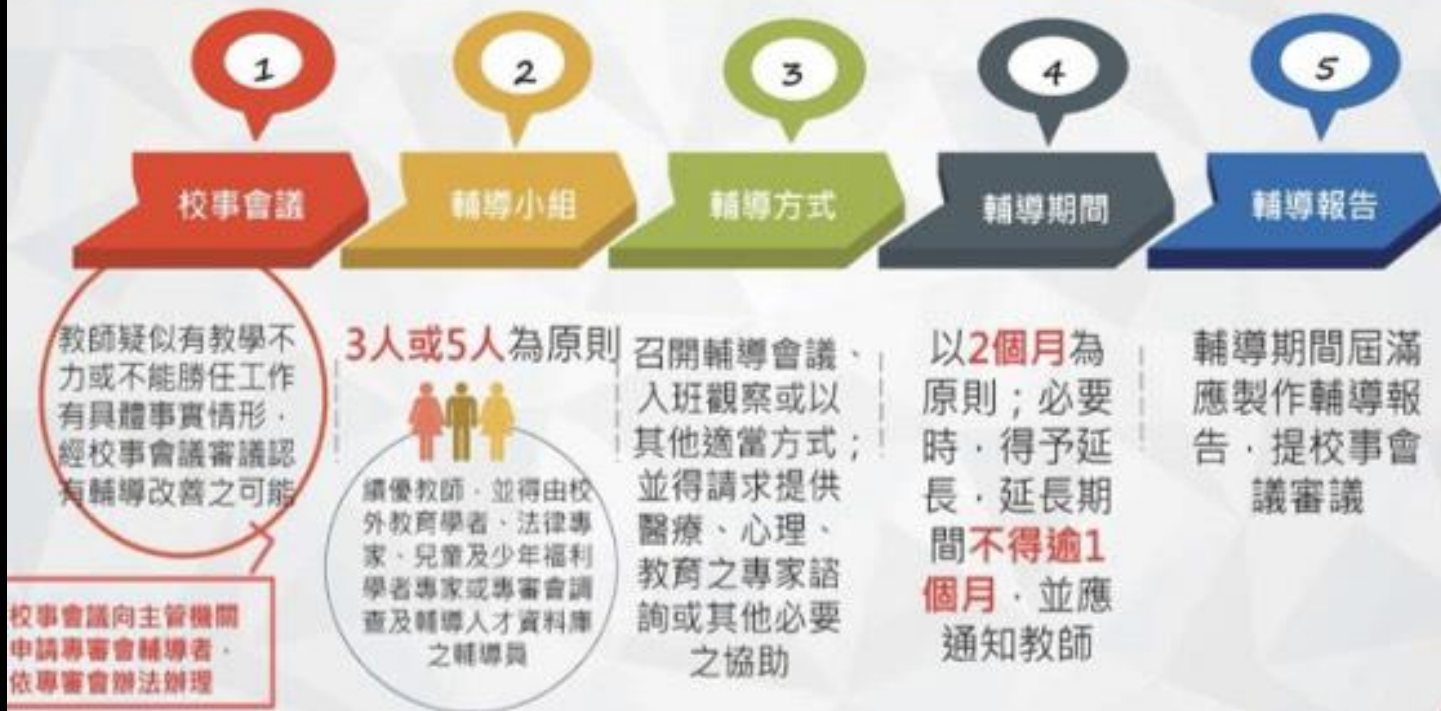 1
2
3
4
5
校事會議
輔導小組
輔導方式
輔導期間
輔導報告
教師疑似有教學不
力或不能勝任工作
有具體事實情形，
經校事會議審議認
有輔導改善之可能
校事會議向主管機關
申請專審會輔導者，
依專審會辦法辦理
3人或5人為原則
績優教師，並得由校
外教育學者、法律專
家、兒童及少年福利
學者專家或專審會調
查及輔導人才資料庫
之輔導員
召開輔導會議、
入班觀察或以
其他適當方式；
並得請求提供
醫療、心理、
教育之專家諮
詢或其他必要
之協助
以2個月為
原則；必要
時，得予延
長，延長期
間不得逾1
個月，並應
通知教師
輔導期間屆滿
應製作輔導報
告，提校事會
議審議